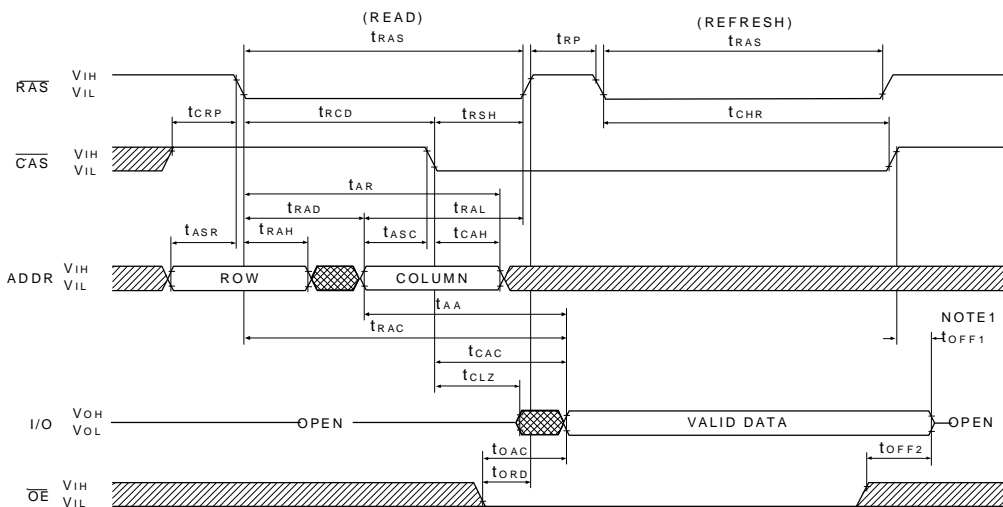 (READ) (REFRESH)
tRAS tRP tRAS
RAS VIH
VIL
tCRP tRCD tRSH tCHR
CAS VIH
VIL
tAR
tRAD tRAL
tASR tRAH tASC tCAH
ADDR VIH
VIL
ROW COLUMN
tAA
tRAC
NOTE1
tOFF1
tCAC
tCLZ
I/O VOH
VOL
OPEN VALID DATA OPEN
tOAC tOFF2
tORD
OE VIH
VIL